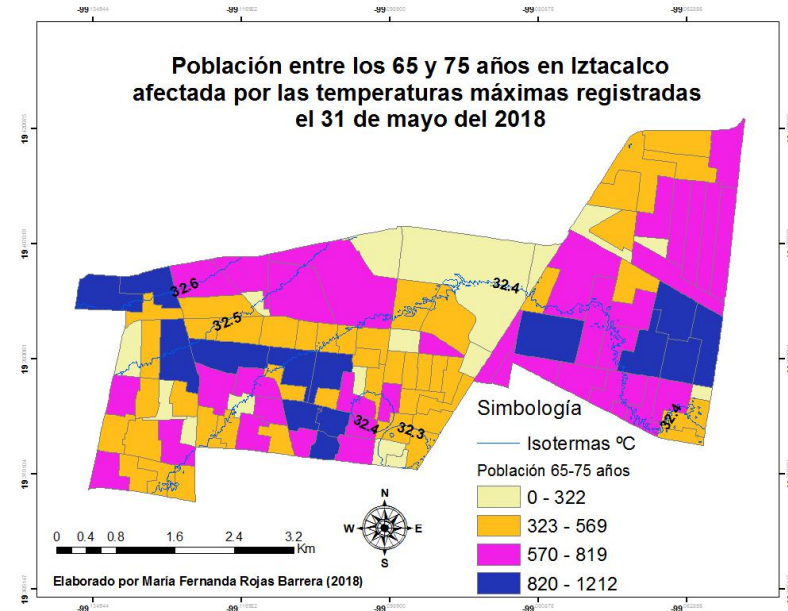 Población entre los 65 y 75 años en Iztacalco
afectada por las temperaturas máximas registradas
el 31 de mayo del 2018
32.6
32.5
32.4
32.4
32.3
32.4
Simbología
Isotermas ºC
Población 65-75 años
0 - 322
323 - 569
570 - 819
820 - 1212
N
W E
S
0 0.4 0.8 1.6 2.4 3.2
Km
Elaborado por María Fernanda Rojas Barrera (2018)